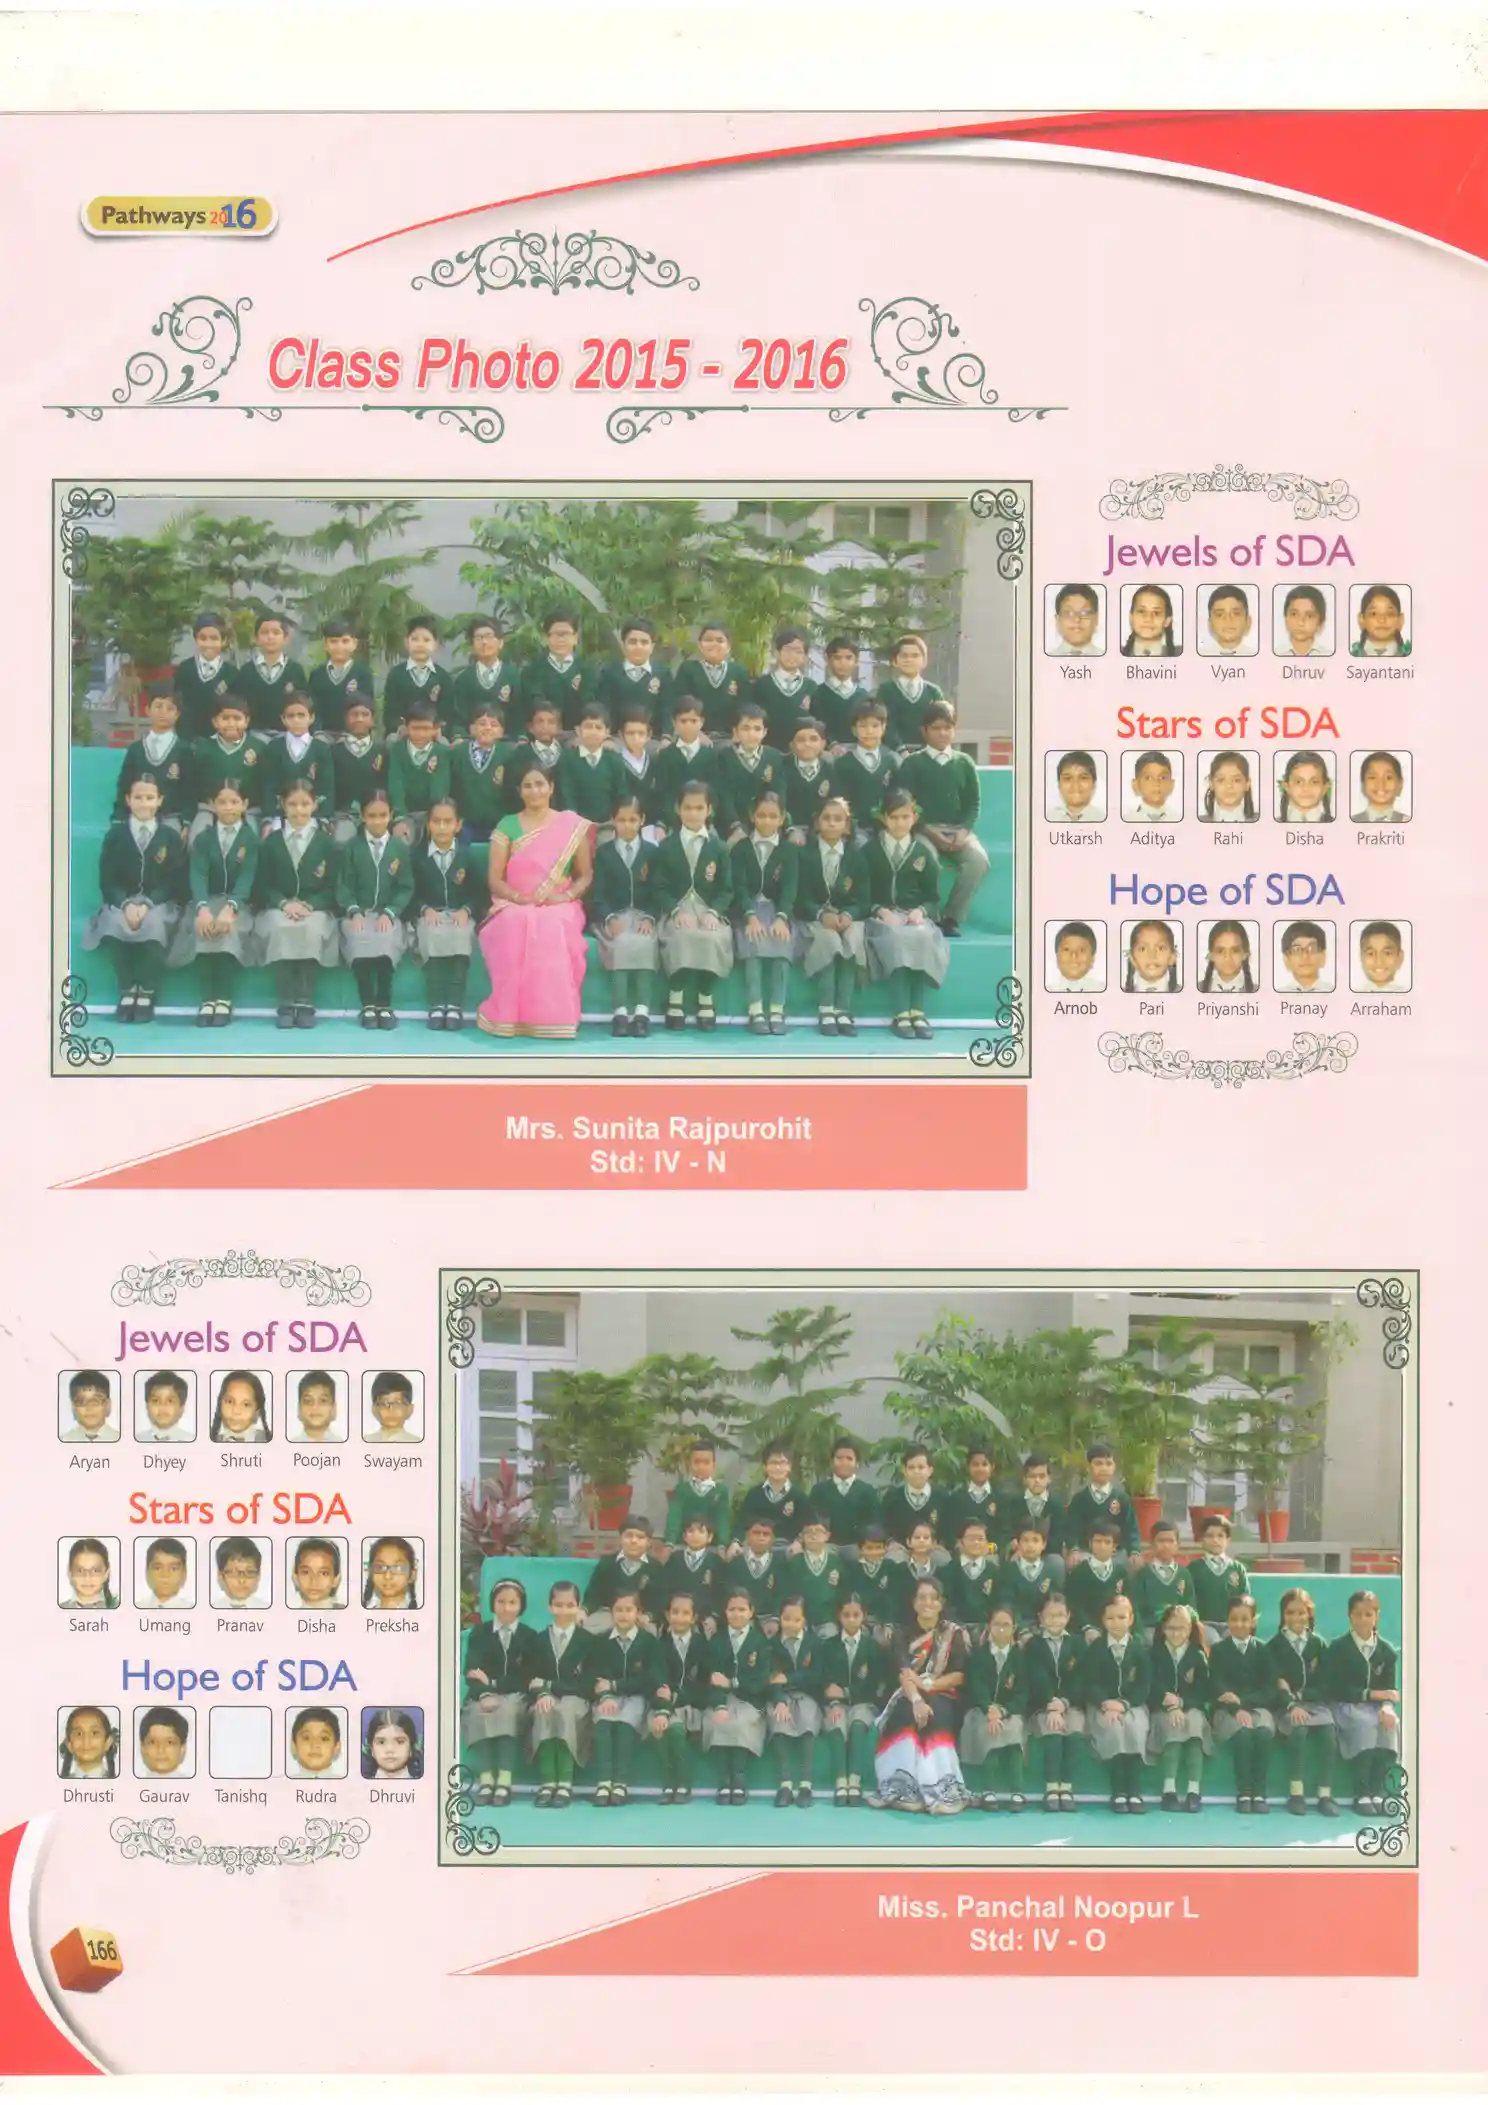 Pathways 2016
Class Photo 2015 - 2016
Jewels of SDA
Yash Bhavini Vyan Dhruv Sayantani
Stars of SDA
Utkarsh Aditya Rahi Disha Prakriti
Hope of SDA
Arnob Pari Priyanshi Pranay Arraham
Mrs. Sunita Rajpurohit
Std: IV - N
Jewels of SDA
Aryan Dhyey Shruti Poojan Swayam
Stars of SDA
Sarah Umang Pranav Disha Preksha
Hope of SDA
Dhrusti Gaurav Tanishq Rudra Dhruvi
Miss. Panchal Noopur L
Std: IV - O
166